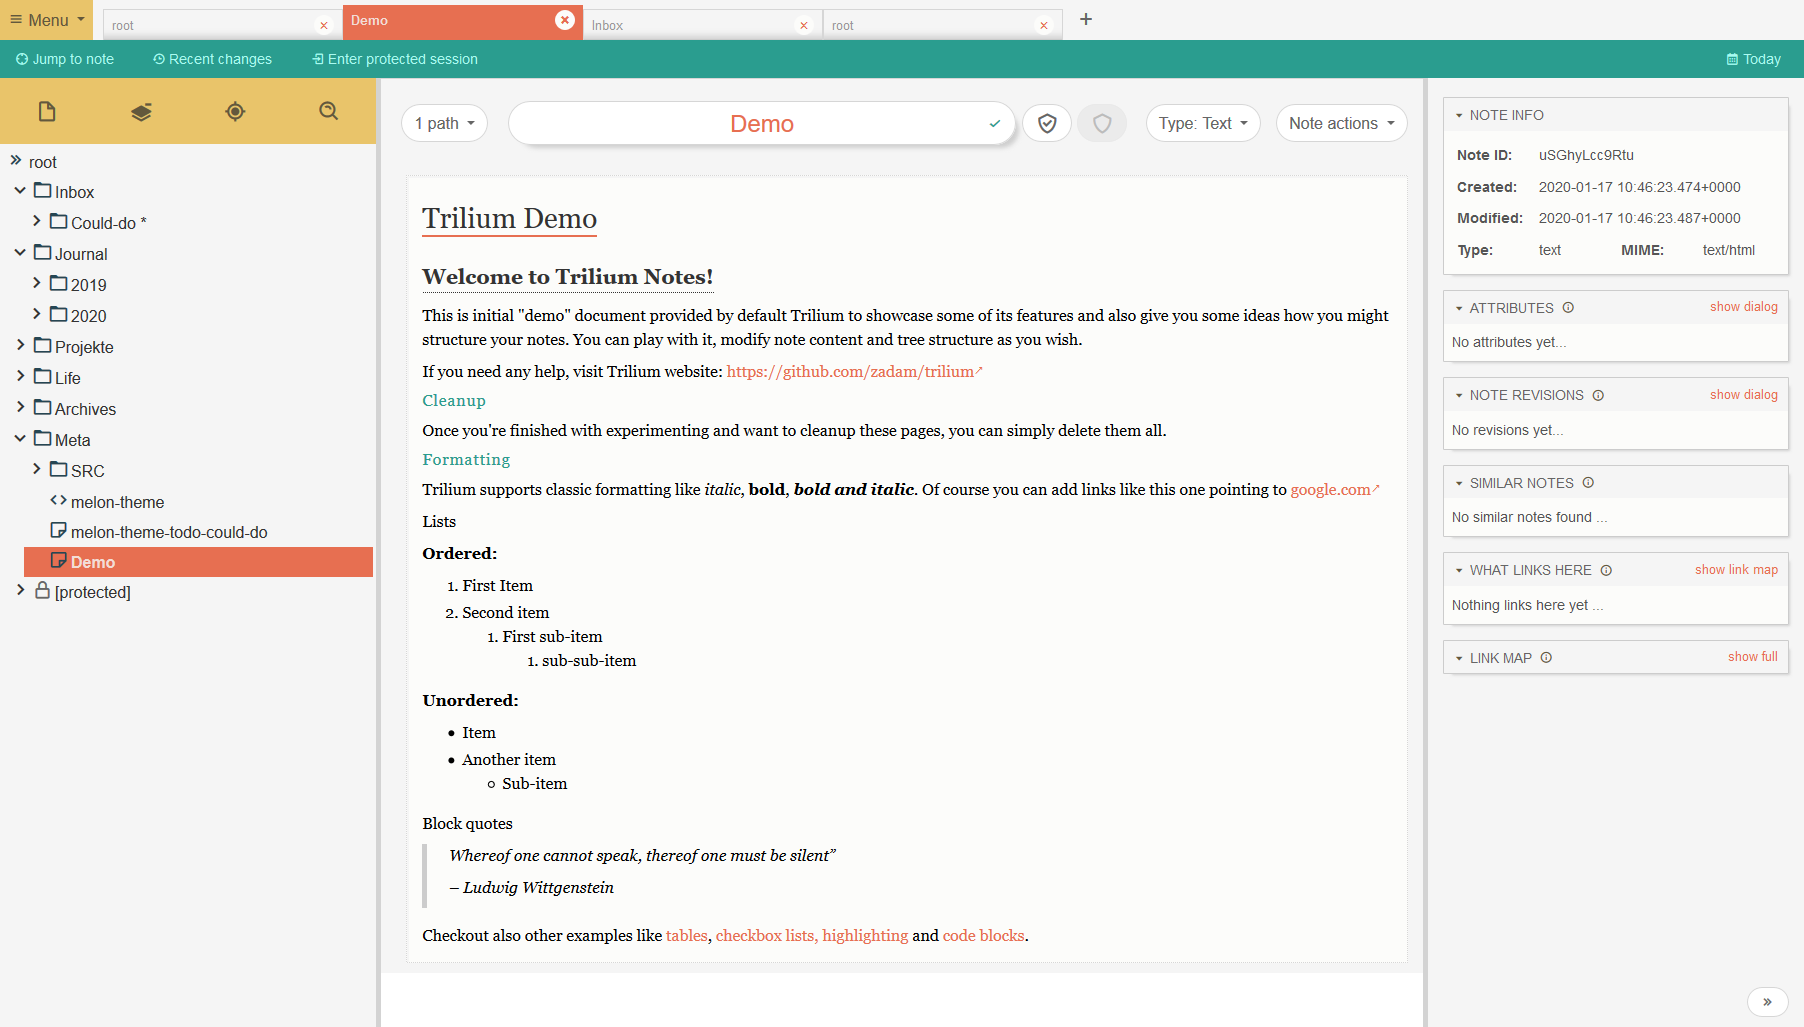 Menu
root
Demo
Inbox
root
Jump to note
Recent changes
Enter protected session
Today
root
Inbox
Could-do *
Journal
2019
2020
Projekte
Life
Archives
Meta
SRC
melon-theme
melon-theme-todo-could-do
Demo
[protected]
1 path
Demo
Type: Text
Note actions
Trilium Demo
Welcome to Trilium Notes!
This is initial "demo" document provided by default Trilium to showcase some of its features and also give you some ideas how you might
structure your notes. You can play with it, modify note content and tree structure as you wish.
If you need any help, visit Trilium website: https://github.com/zadam/trilium
Cleanup
Once you're finished with experimenting and want to cleanup these pages, you can simply delete them all.
Formatting
Trilium supports classic formatting like italic, bold, bold and italic. Of course you can add links like this one pointing to google.com
Lists
Ordered:
1. First Item
2. Second item
1. First sub-item
1. sub-sub-item
Unordered:
• Item
• Another item
○ Sub-item
Block quotes
Whereof one cannot speak, thereof one must be silent”
– Ludwig Wittgenstein
Checkout also other examples like tables, checkbox lists, highlighting and code blocks.
NOTE INFO
Note ID: uSGhyLcc9Rtu
Created: 2020-01-17 10:46:23.474+0000
Modified: 2020-01-17 10:46:23.487+0000
Type: text MIME: text/html
ATTRIBUTES show dialog
No attributes yet...
NOTE REVISIONS show dialog
No revisions yet...
SIMILAR NOTES
No similar notes found ...
WHAT LINKS HERE show link map
Nothing links here yet ...
LINK MAP show full